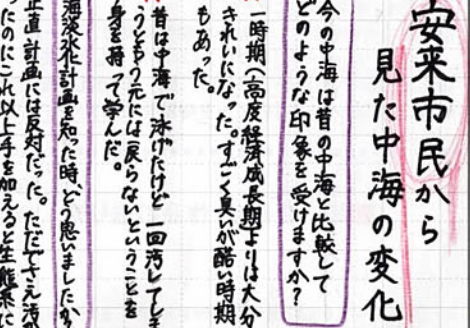 安来市民から
見た中海の変化
今の中海は昔の中海と比較して
どのような印象を受けますか?
一時期(高度経済成長期)よりは大分
きれいになった。すごく臭いが酷い時期
もあった。
昔は中海で泳げたけど一回汚してしま
うともう元には戻らないということを
身を持って学んだ。
海淡水化計画を知った時、どう思いましたか
正直計画には反対だった。ただでさえ汚
ったのにこれ以上手を加えると生態系に